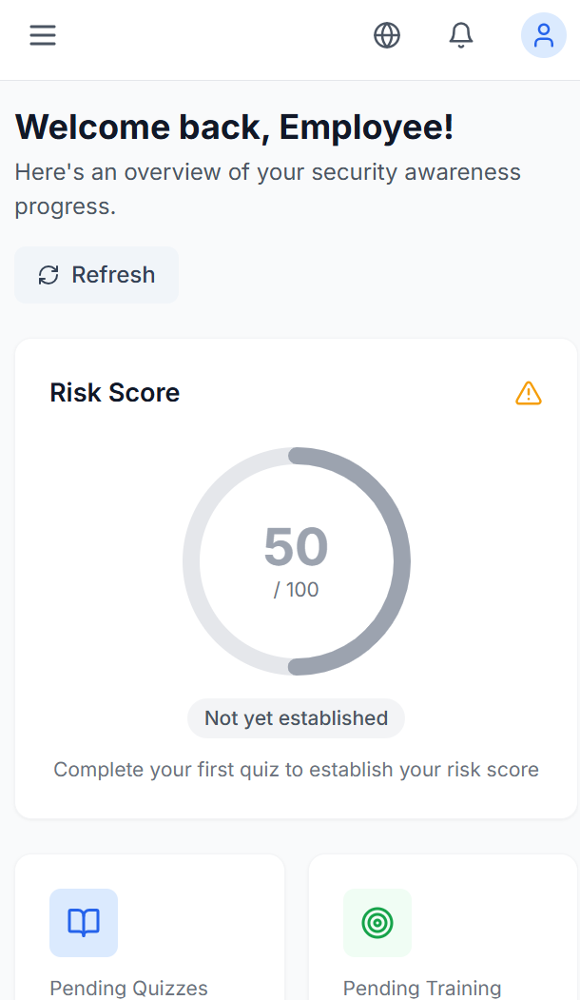 Welcome back, Employee!
Here's an overview of your security awareness
progress.
Refresh
Risk Score
50
/ 100
Not yet established
Complete your first quiz to establish your risk score
Pending Quizzes
Pending Training